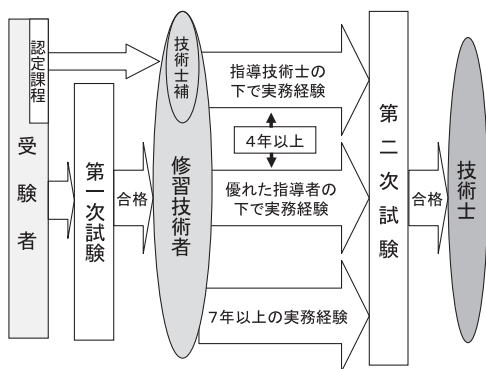 認定課程
受験者
第一次試験
合格
技術士補
修習技術者
指導技術士の
下で実務経験
4年以上
優れた指導者の
下で実務経験
7年以上の実務経験
第二次試験
合格
技術士